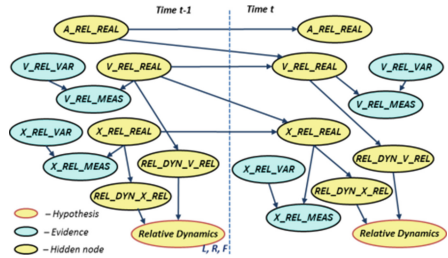 Time t-1 Time t
A_REL_REAL A_REL_REAL
V_REL_VAR V_REL_REAL V_REL_REAL V_REL_VAR
V_REL_MEAS V_REL_MEAS
X_REL_VAR X_REL_REAL X_REL_REAL
X_REL_MEAS REL_DYN_V_REL X_REL_VAR REL_DYN_V_REL
REL_DYN_X_REL REL_DYN_X_REL
– Hypothesis X_REL_MEAS
– Evidence Relative Dynamics Relative Dynamics
– Hidden node L, R, F